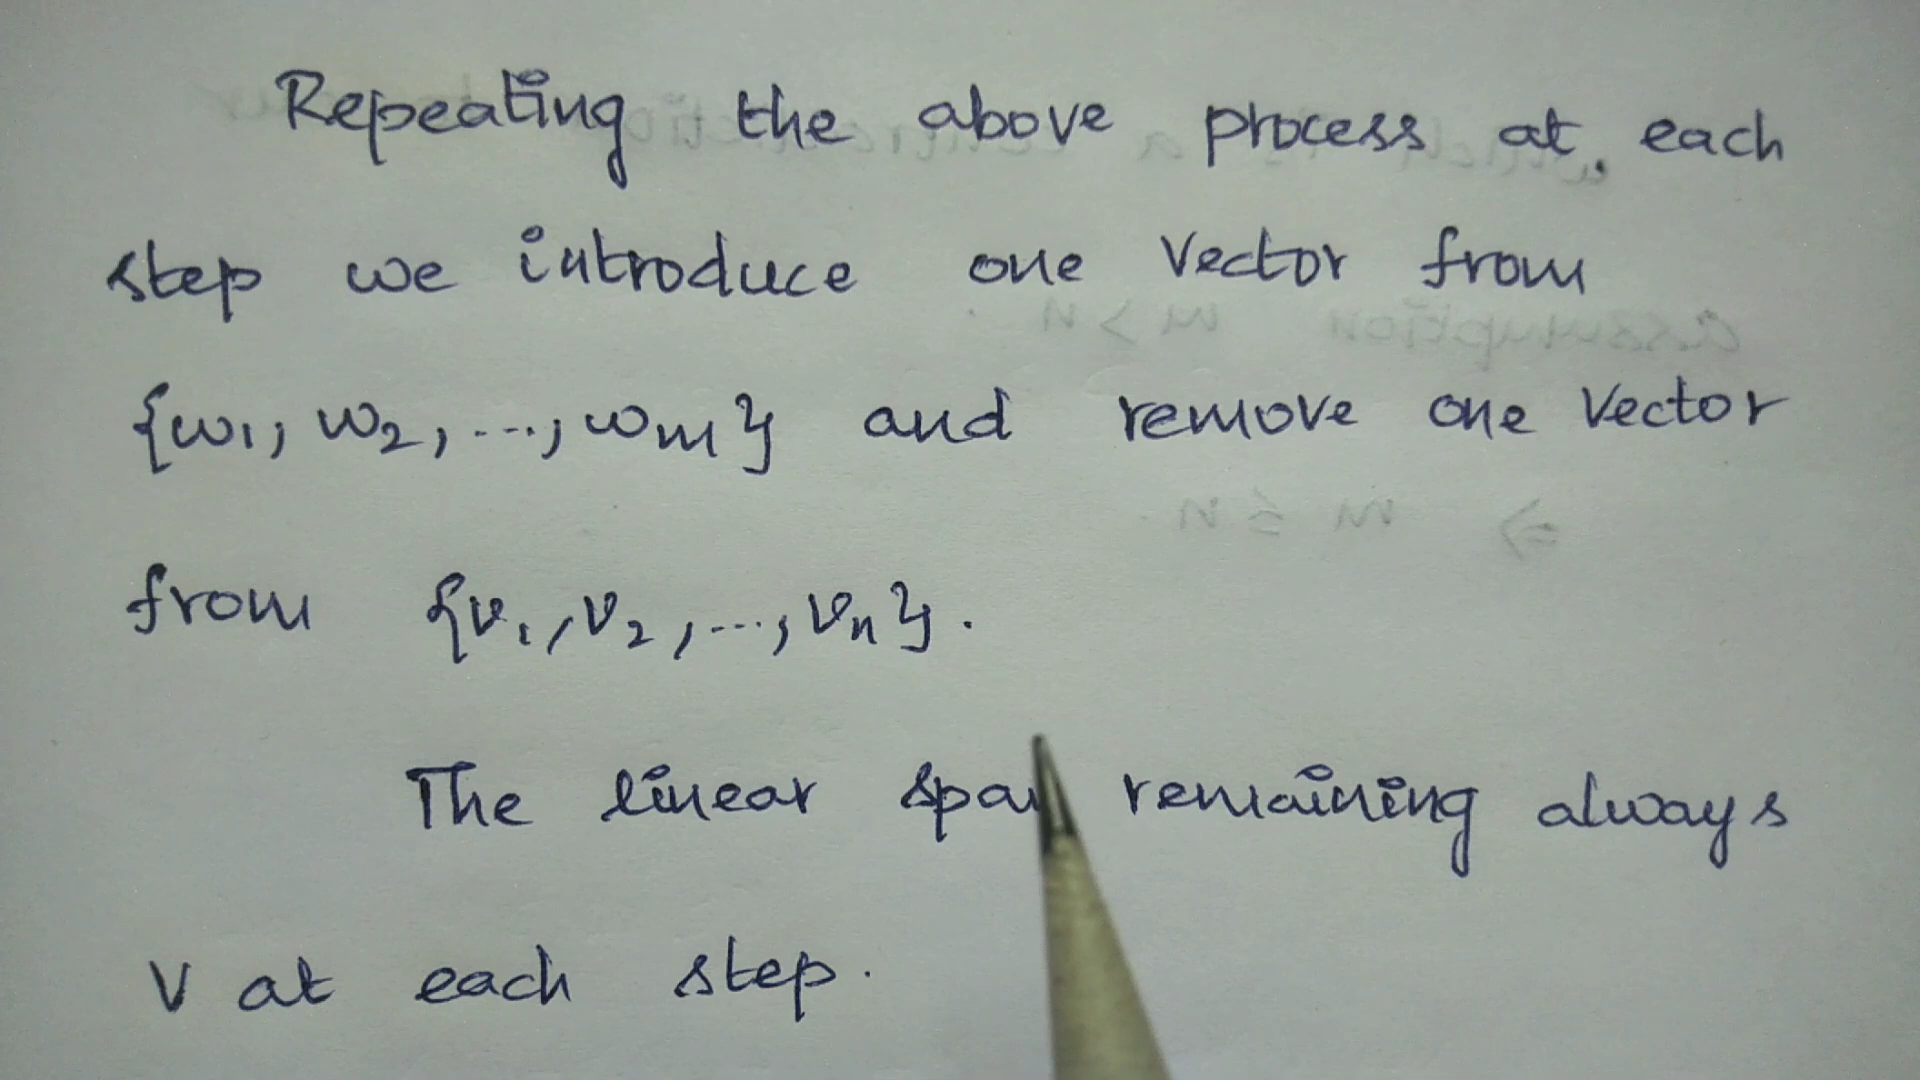 Repeating the above process at each
step we introduce one vector from
{w1, w2, ..., wm} and remove one vector
from {v1, v2, ..., vn}.
The linear span remaining always
V at each step.